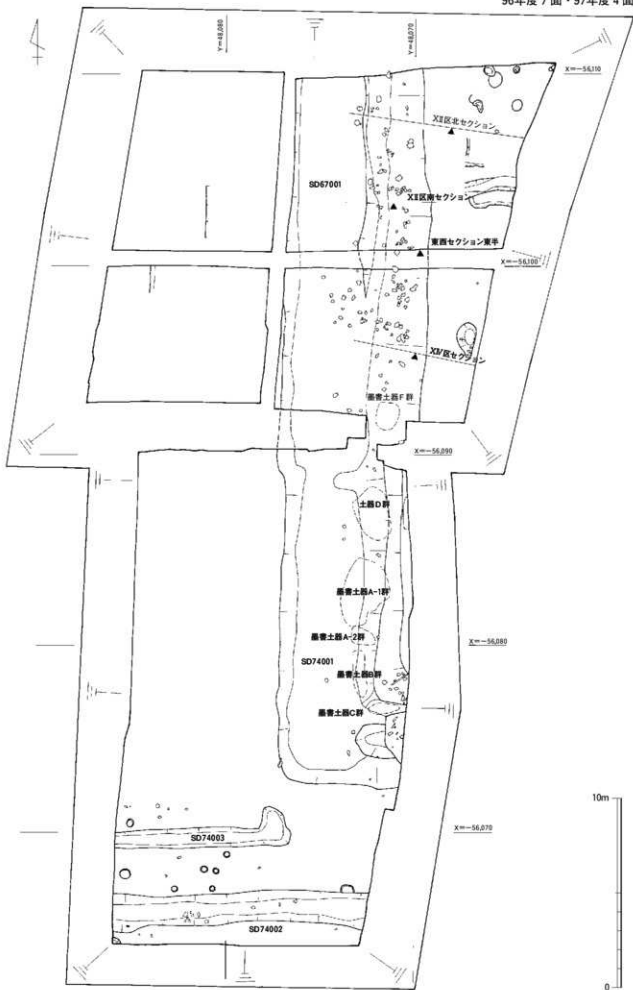 96年度7面・97年度4面
Y=48,080
Y=48,070
X=-56,110
XⅡ区北セクション
SD67001
XⅡ区南セクション
東西セクション東半
X=-56,100
XⅣ区セクション
墨書土器F群
X=-56,090
土器D群
墨書土器A-1群
墨書土器A-2群
X=-56,080
SD74001
墨書土器B群
墨書土器C群
10m
X=-56,070
SD74003
SD74002
0